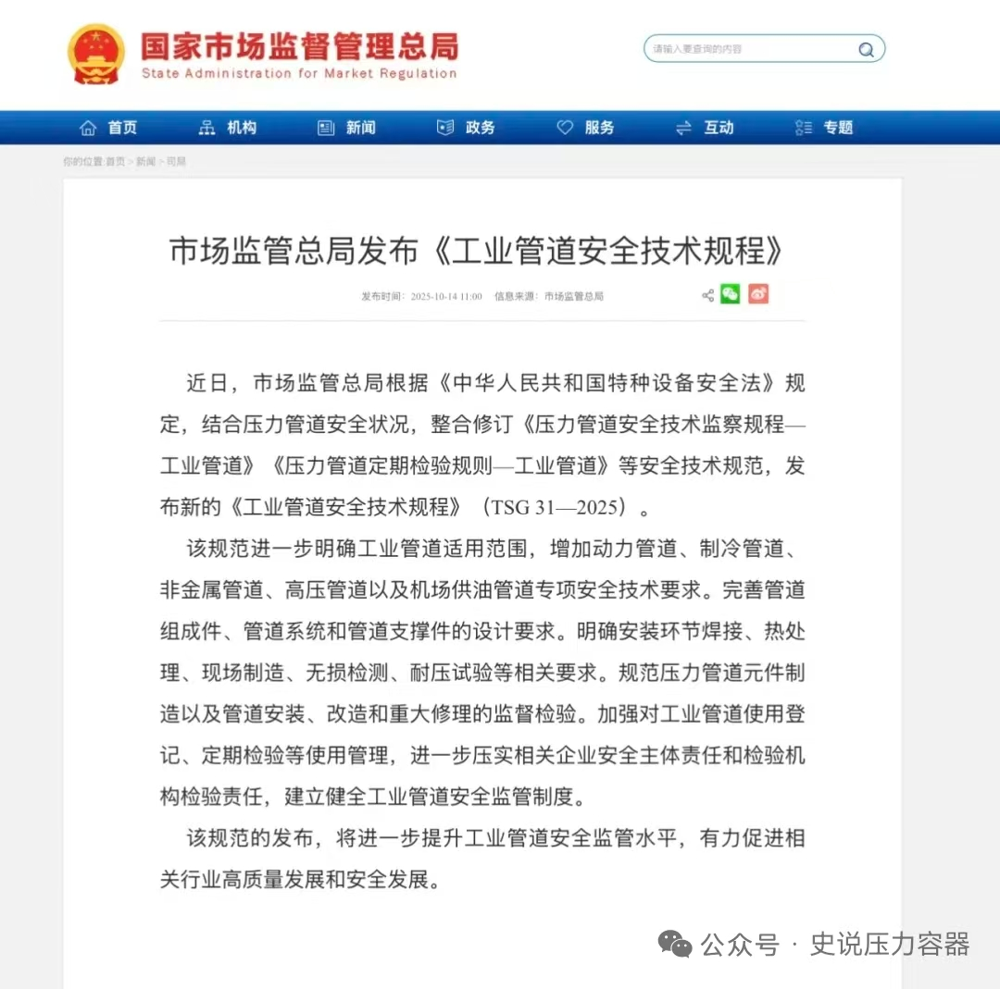 国家市场监督管理总局
State Administration for Market Regulation
请输入要查询的内容
首页 机构 新闻 政务 服务 互动 专题
你的位置:首页 > 新闻 > 司局
市场监管总局发布《工业管道安全技术规程》
发布时间：2025-10-14 11:00 信息来源：市场监管总局
近日，市场监管总局根据《中华人民共和国特种设备安全法》规
定，结合压力管道安全状况，整合修订《压力管道安全技术监察规程—
工业管道》《压力管道定期检验规则—工业管道》等安全技术规范，发
布新的《工业管道安全技术规程》（TSG 31—2025）。
该规范进一步明确工业管道适用范围，增加动力管道、制冷管道、
非金属管道、高压管道以及机场供油管道专项安全技术要求。完善管道
组成件、管道系统和管道支撑件的设计要求。明确安装环节焊接、热处
理、现场制造、无损检测、耐压试验等相关要求。规范压力管道元件制
造以及管道安装、改造和重大修理的监督检验。加强对工业管道使用登
记、定期检验等使用管理，进一步压实相关企业安全主体责任和检验机
构检验责任，建立健全工业管道安全监管制度。
该规范的发布，将进一步提升工业管道安全监管水平，有力促进相
关行业高质量发展和安全发展。
公众号 · 史说压力容器